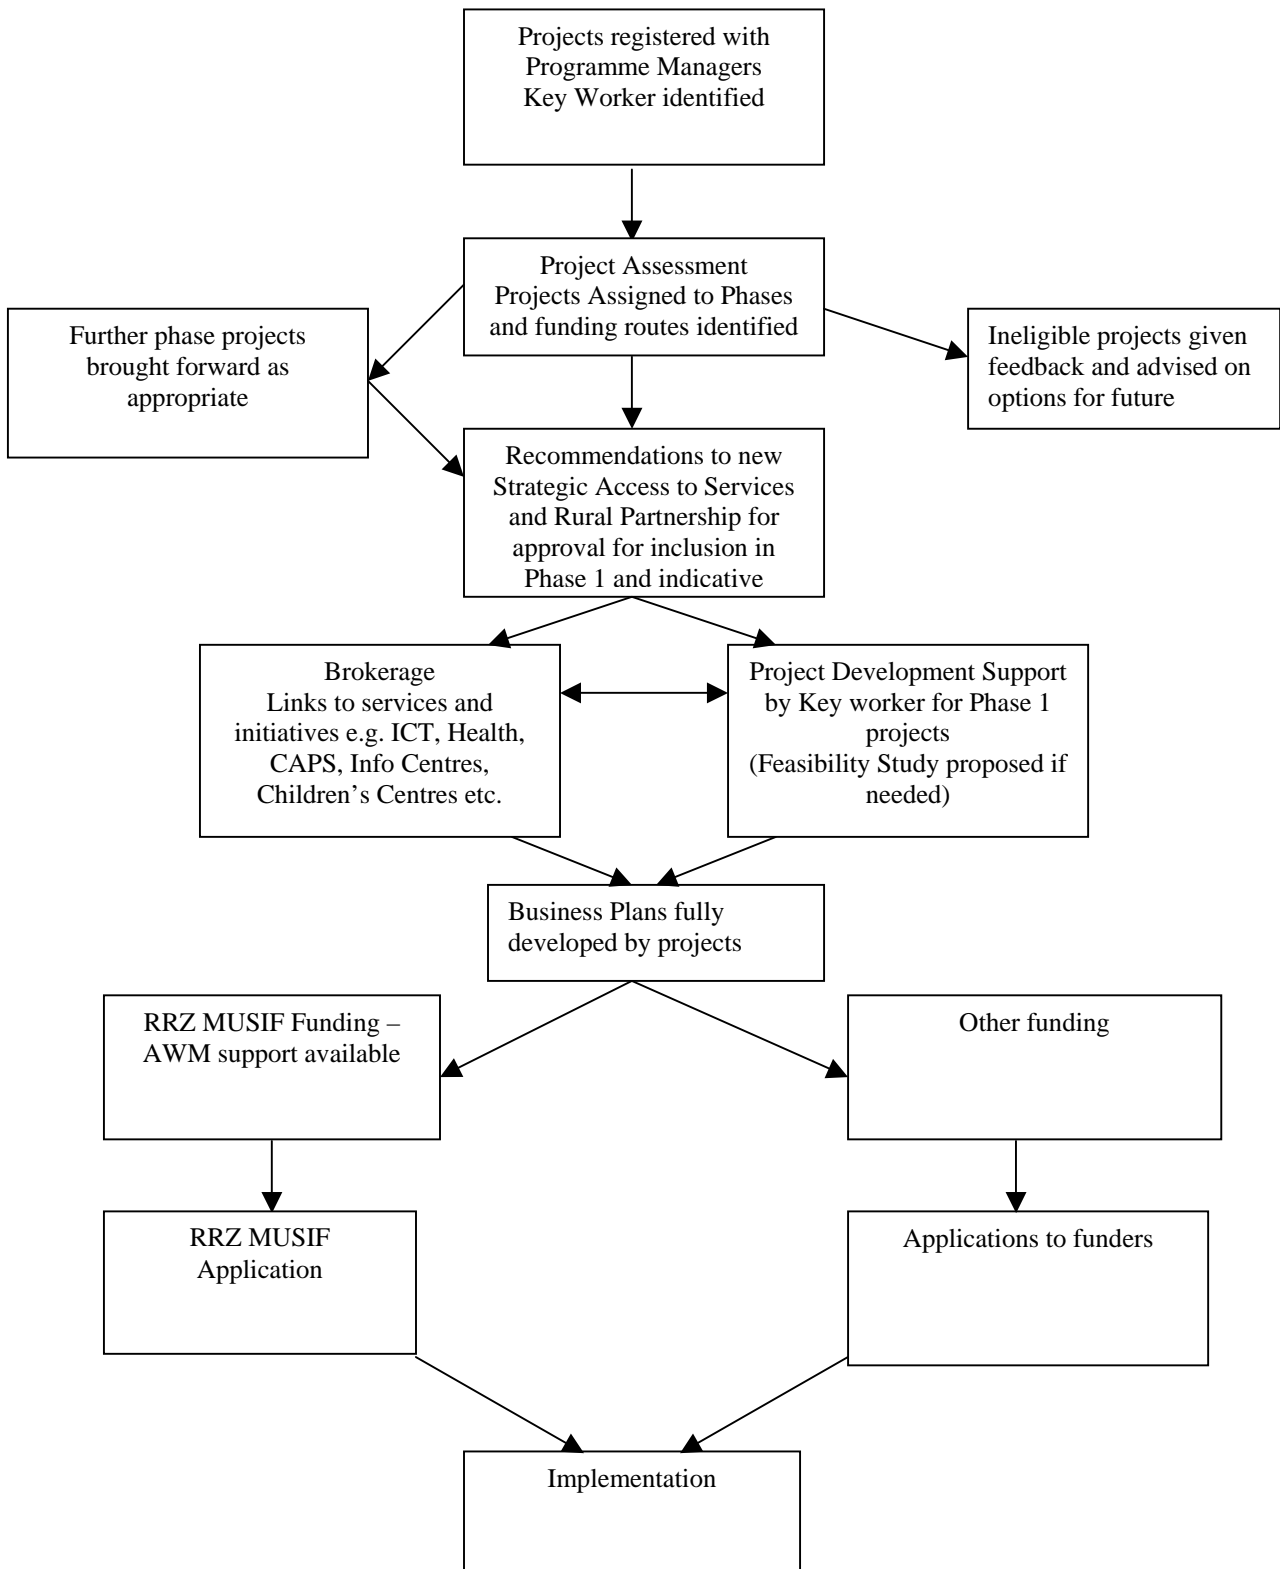 Projects registered with
Programme Managers
Key Worker identified
Project Assessment
Projects Assigned to Phases
and funding routes identified
Further phase projects
brought forward as
appropriate
Ineligible projects given
feedback and advised on
options for future
Recommendations to new
Strategic Access to Services
and Rural Partnership for
approval for inclusion in
Phase 1 and indicative
Brokerage
Links to services and
initiatives e.g. ICT, Health,
CAPS, Info Centres,
Children’s Centres etc.
Project Development Support
by Key worker for Phase 1
projects
(Feasibility Study proposed if
needed)
Business Plans fully
developed by projects
RRZ MUSIF Funding –
AWM support available
Other funding
RRZ MUSIF
Application
Applications to funders
Implementation